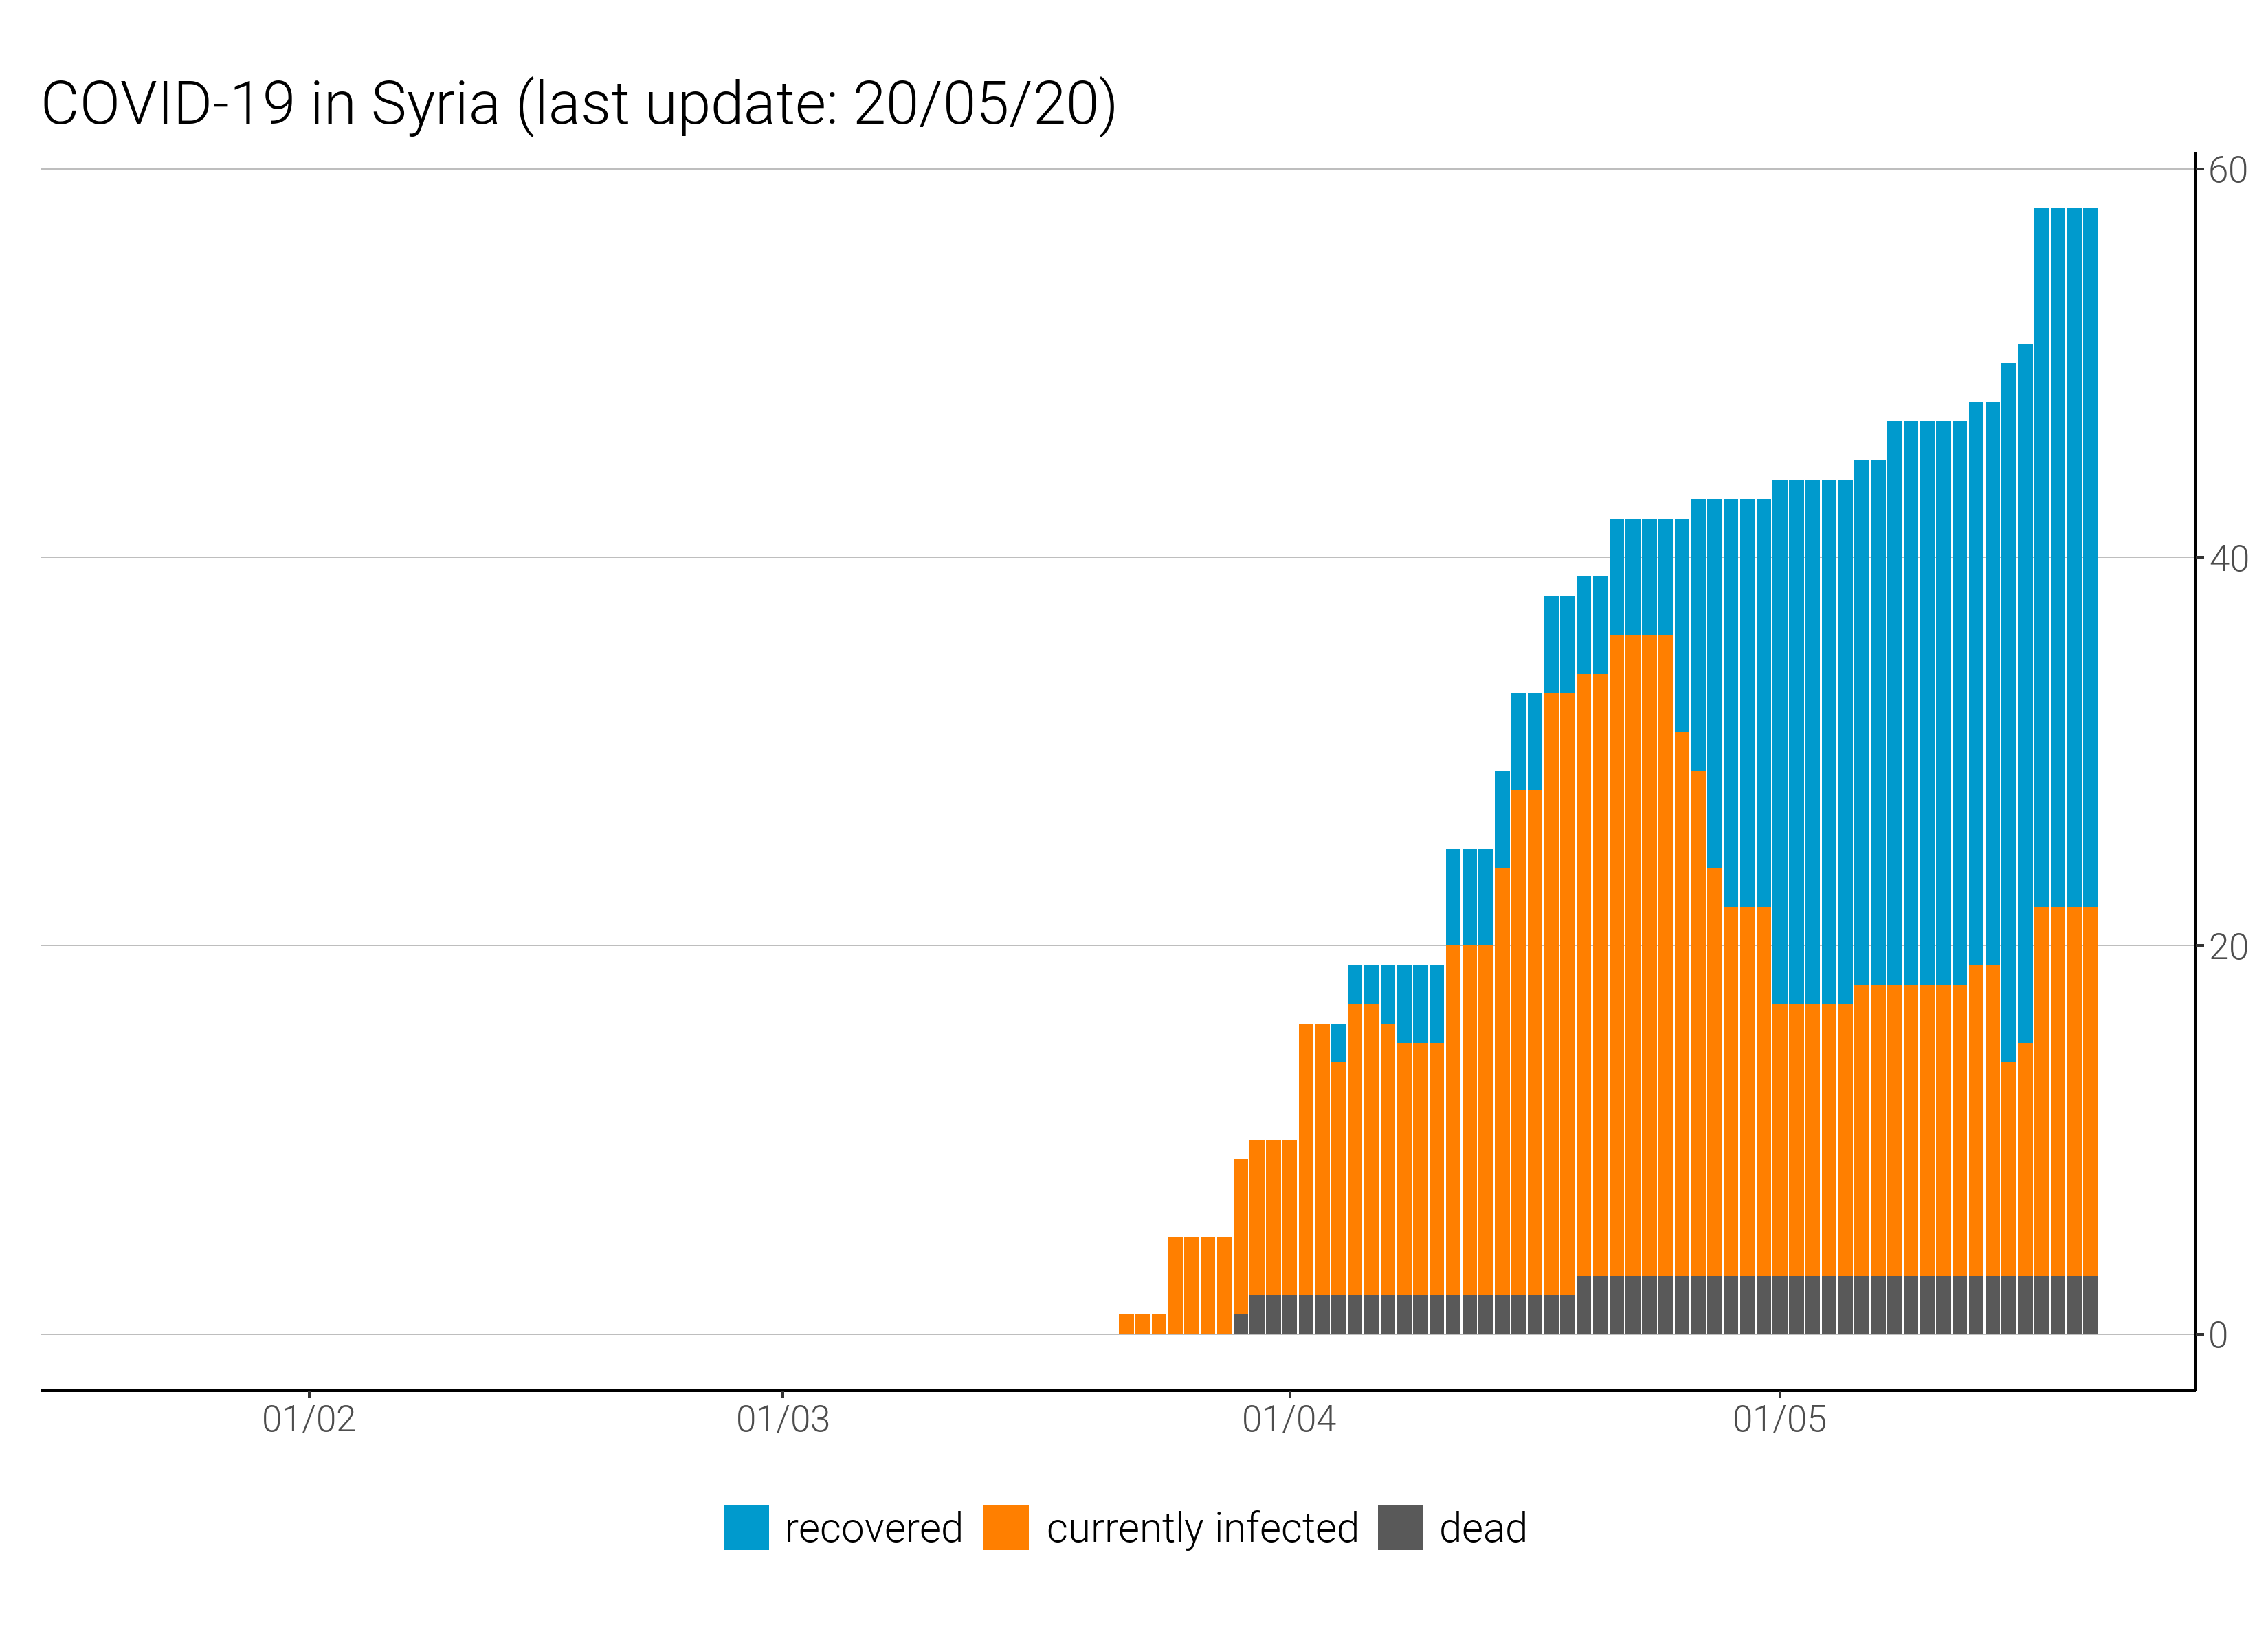 COVID-19 in Syria (last update: 20/05/20)
60
40
20
0
01/02 01/03 01/04 01/05
recovered currently infected dead